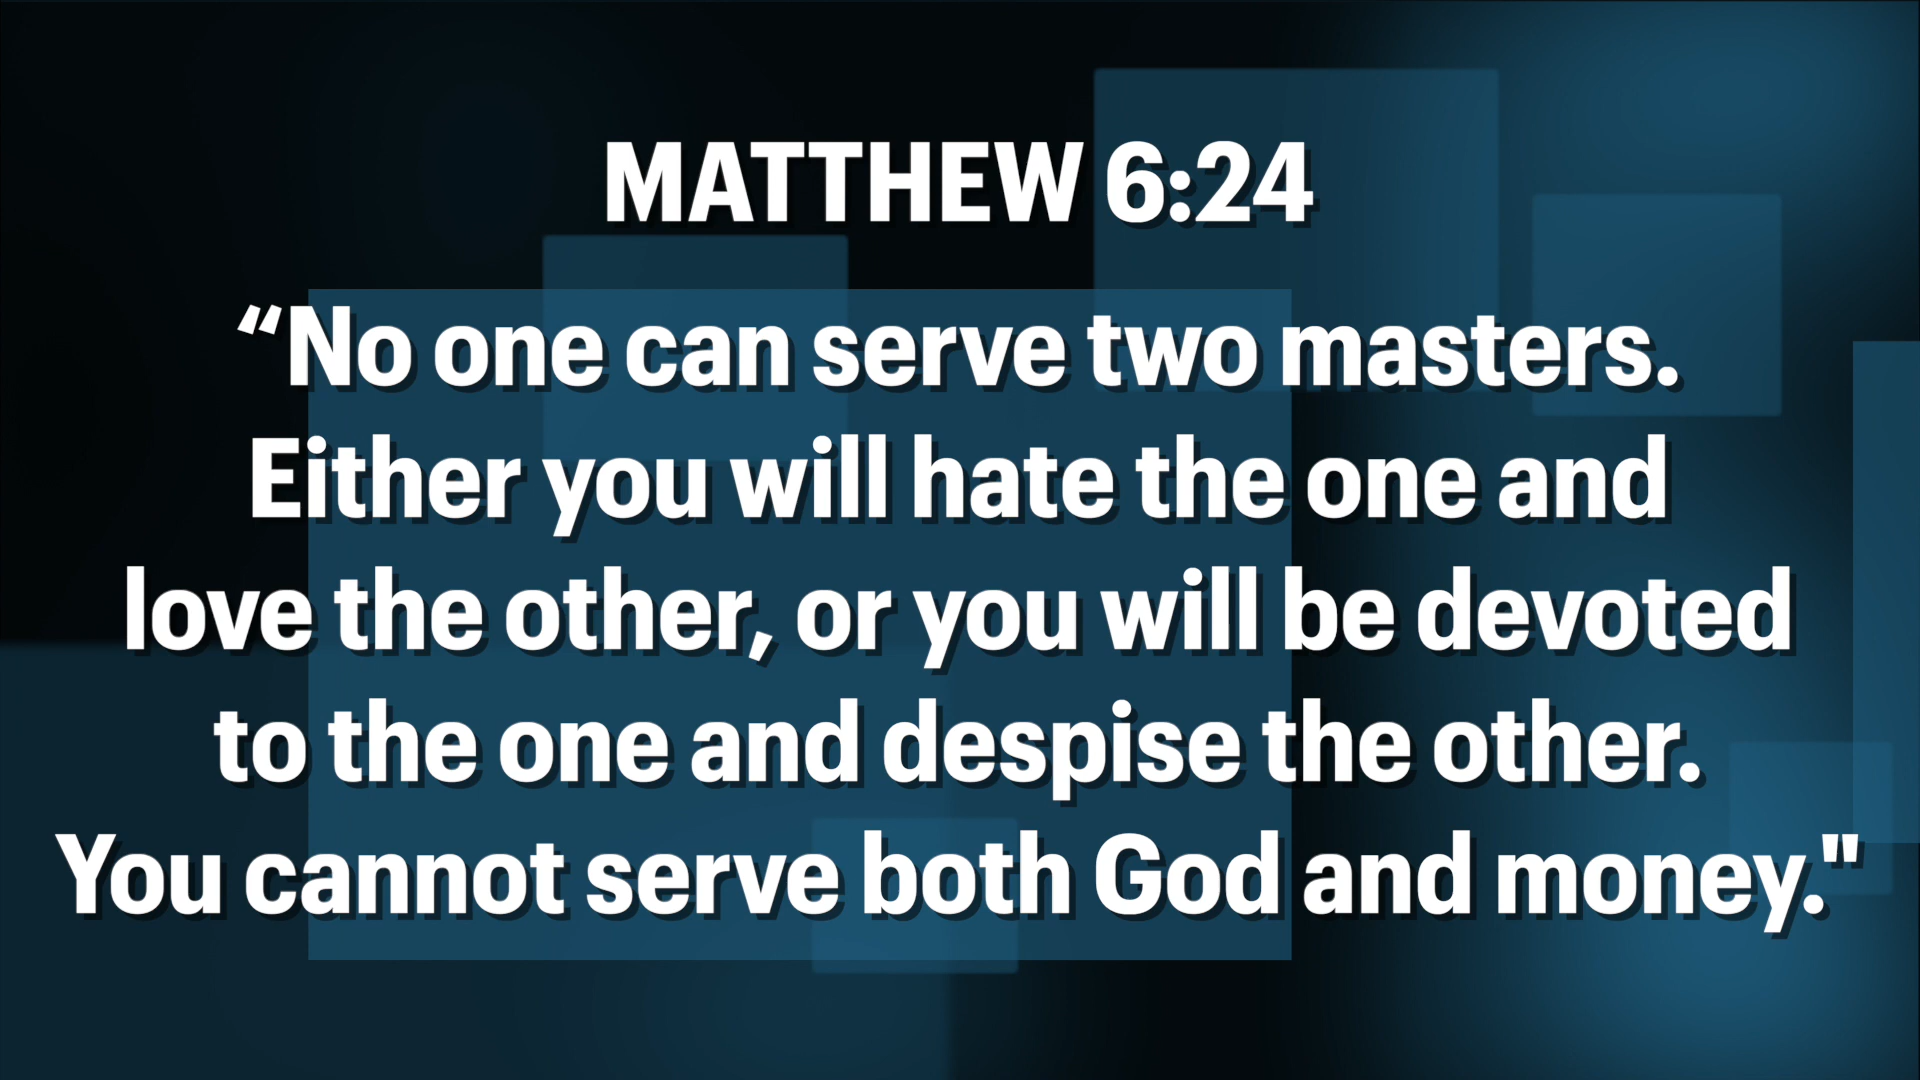 MATTHEW 6:24
“No one can serve two masters.
Either you will hate the one and
love the other, or you will be devoted
to the one and despise the other.
You cannot serve both God and money."